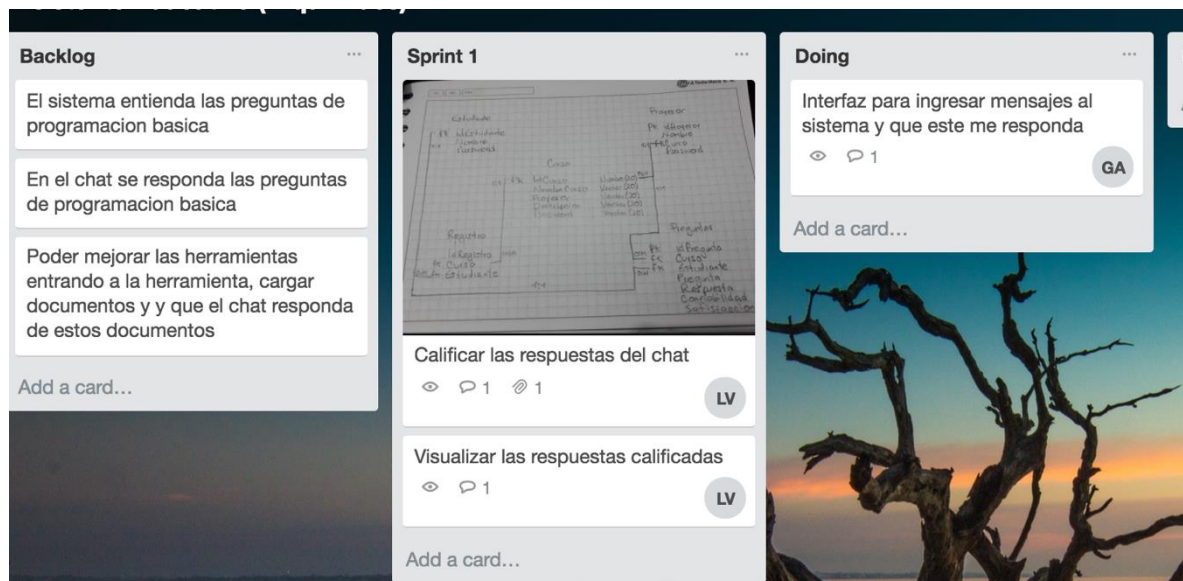 Backlog
El sistema entienda las preguntas de
programacion basica
En el chat se responda las preguntas
de programacion basica
Poder mejorar las herramientas
entrando a la herramienta, cargar
documentos y y que el chat responda
de estos documentos
Add a card...
Sprint 1
Estudiante
Profesor
Curso
Registro
Preguntas
Curso
Estudiante
Pregunta
Respuesta
Calificar las respuestas del chat
1 1
LV
Visualizar las respuestas calificadas
1
LV
Add a card...
Doing
Interfaz para ingresar mensajes al
sistema y que este me responda
1
GA
Add a card...